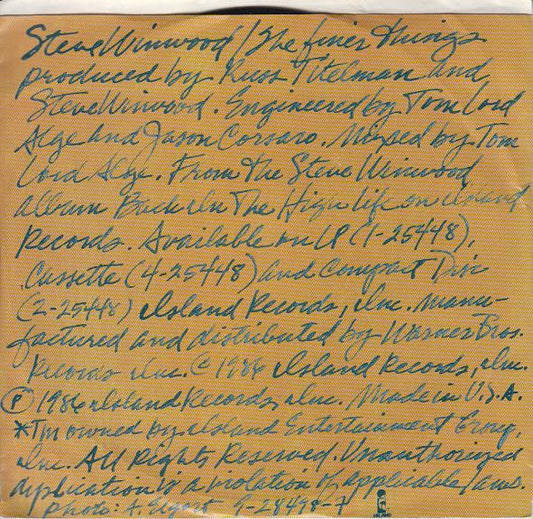 Steve Winwood/The finer things
produced by Russ Titelman and
Steve Winwood. Engineered by Tom Lord
Alge and Jason Corsaro. Mixed by Tom
Lord Alge. From the Steve Winwood
album Back In The High Life on Island
Records. Available on LP (1-25448),
Cassette (4-25448) and Compact Disc
(2-25448) Island Records, Inc. Manu-
factured and distributed by Warner Bros.
Records Inc. © 1986 Island Records, Inc.
Ⓟ 1986 Island Records, Inc. Made in U.S.A.
*Tm owned by Island Entertainment Group,
Inc. All Rights Reserved. Unauthorized
duplication is a violation of applicable laws.
photo: A. 9-28498-7